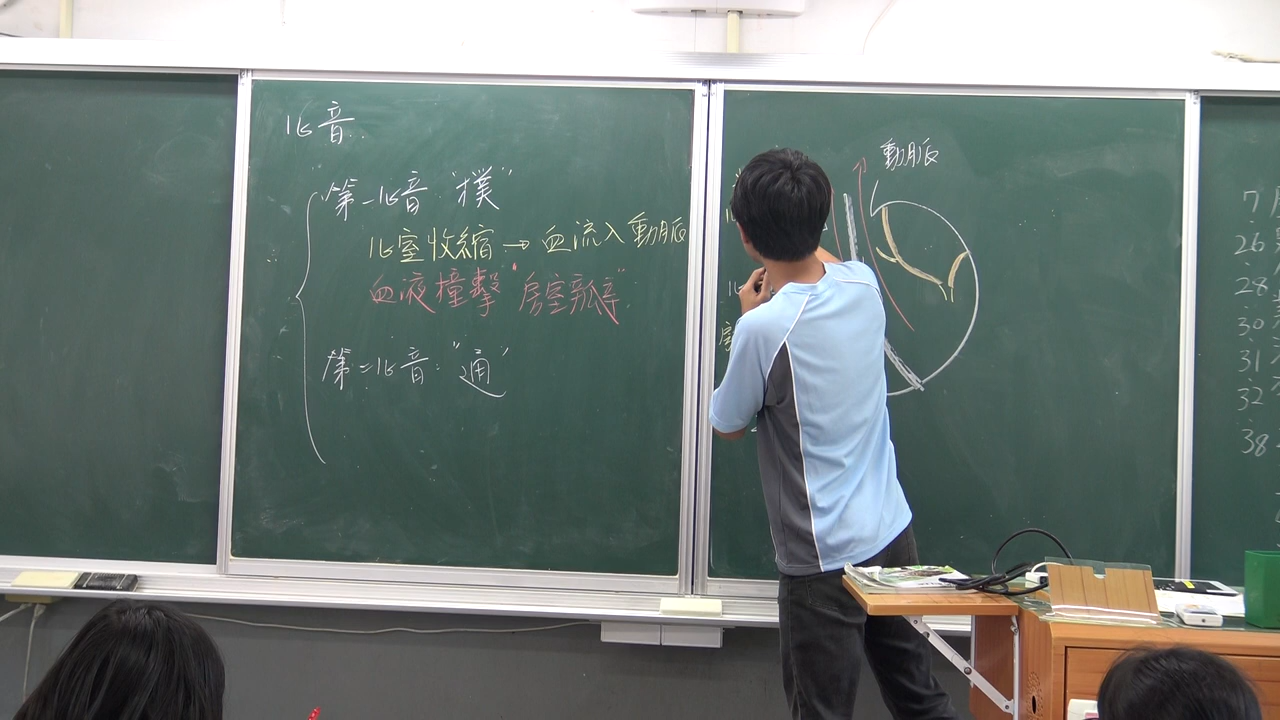 心音
第一心音 "撲"
心室收縮 → 血流入動脈
血液撞擊 "房室瓣"
第二心音:"通"
動脈
7
26
28
30
31
32
38